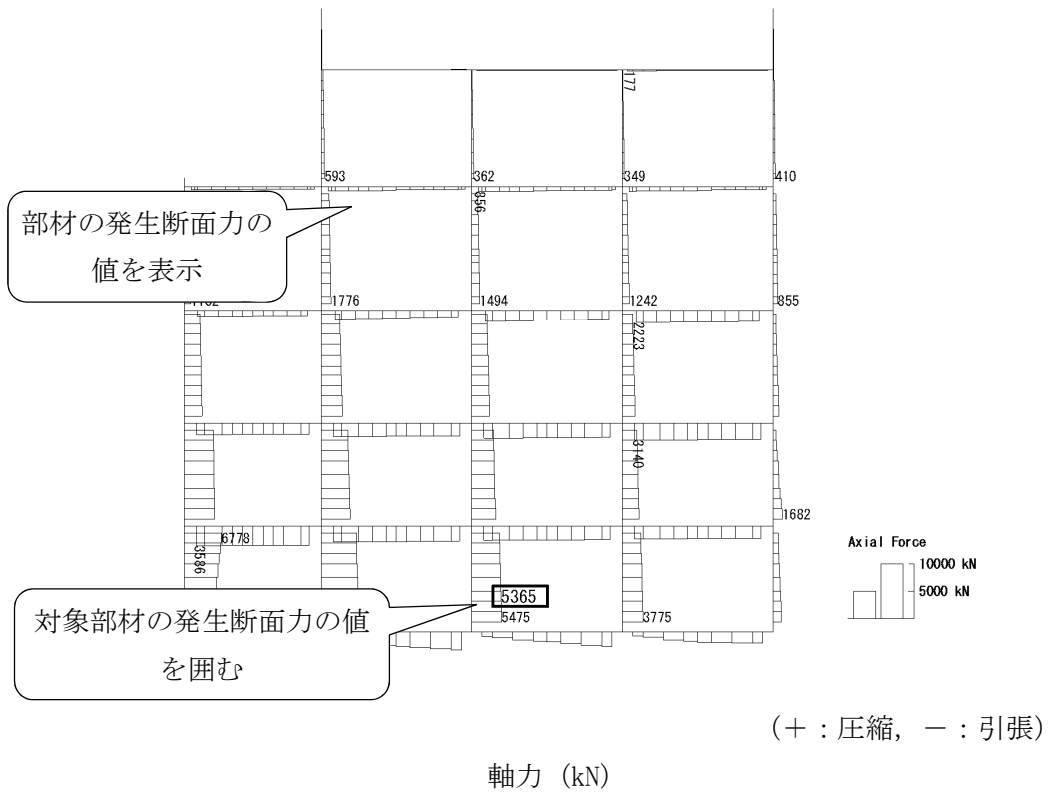 177
593
362
349
410
部材の発生断面力の
値を表示
856
1776
1494
1242
855
2223
3140
1682
6778
3586
Axial Force
10000 kN
5000 kN
5365
対象部材の発生断面力の値
を囲む
5475
3775
(＋：圧縮, －：引張)
軸力 (kN)